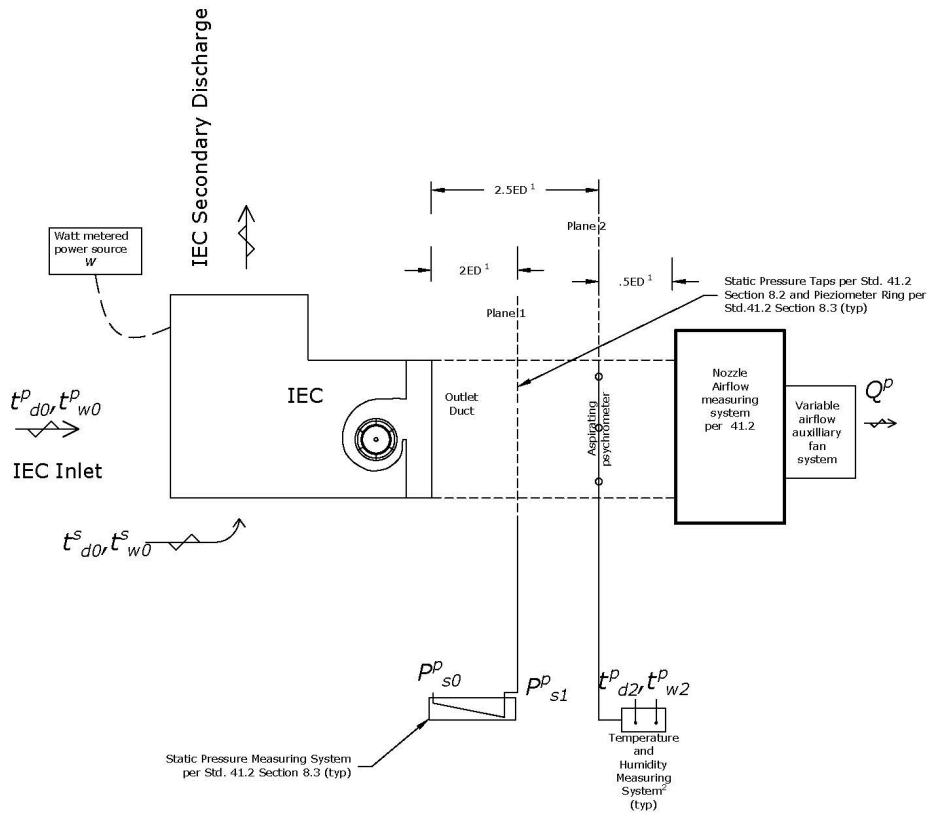 IEC Secondary Discharge
2.5ED 1
Plane 2
Watt metered
power source
W
2ED 1
.5ED 1
Static Pressure Taps per Std. 41.2
Section 8.2 and Piezometer Ring per
Std.41.2 Section 8.3 (typ)
Plane 1
t^p_d0, t^p_w0
IEC Inlet
IEC
Outlet
Duct
Aspirating
psychrometer
Nozzle
Airflow
measuring
system
per 41.2
Variable
airflow
auxilliary
fan
system
Q^p
t^s_d0, t^s_w0
P^p_s0
P^p_s1
t^p_d2, t^p_w2
Static Pressure Measuring System
per Std. 41.2 Section 8.3 (typ)
Temperature
and
Humidity
Measuring
System2
(typ)